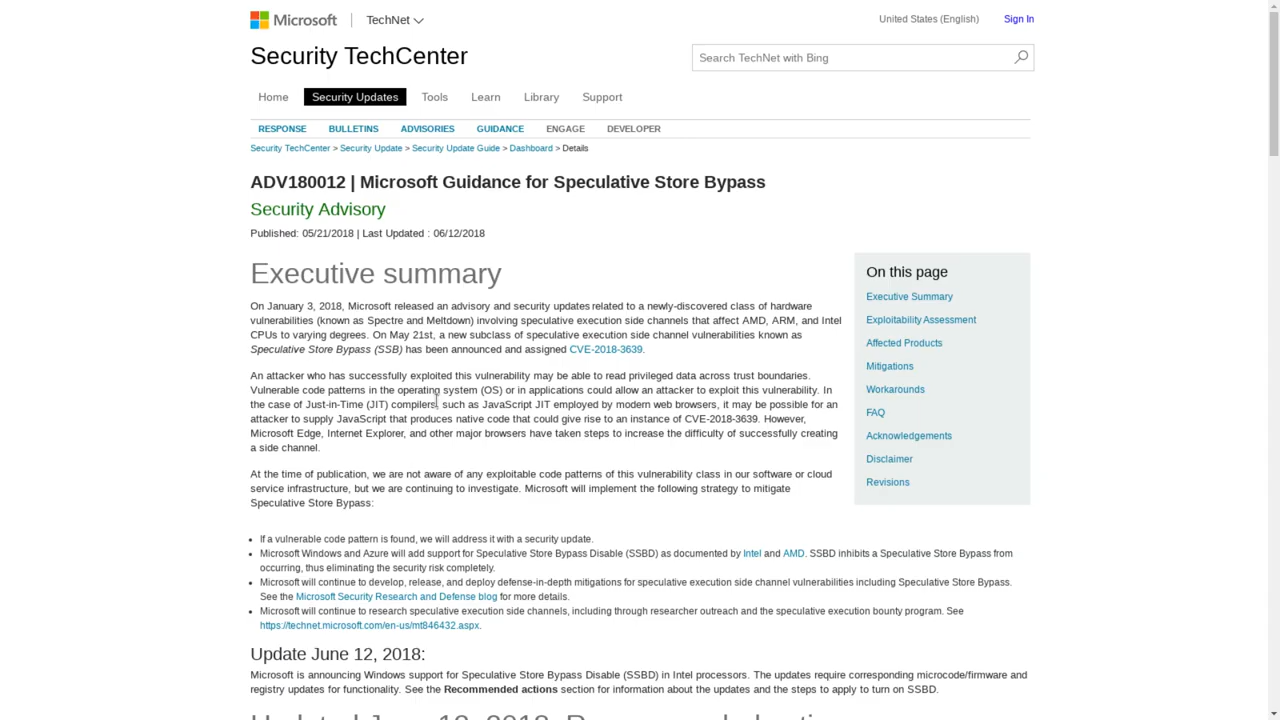 Microsoft | TechNet
United States (English) Sign In
Security TechCenter
Search TechNet with Bing
Home Security Updates Tools Learn Library Support
RESPONSE BULLETINS ADVISORIES GUIDANCE ENGAGE DEVELOPER
Security TechCenter > Security Update > Security Update Guide > Dashboard > Details
ADV180012 | Microsoft Guidance for Speculative Store Bypass
Security Advisory
Published: 05/21/2018 | Last Updated : 06/12/2018
Executive summary
On January 3, 2018, Microsoft released an advisory and security updates related to a newly-discovered class of hardware
vulnerabilities (known as Spectre and Meltdown) involving speculative execution side channels that affect AMD, ARM, and Intel
CPUs to varying degrees. On May 21st, a new subclass of speculative execution side channel vulnerabilities known as
Speculative Store Bypass (SSB) has been announced and assigned CVE-2018-3639.
An attacker who has successfully exploited this vulnerability may be able to read privileged data across trust boundaries.
Vulnerable code patterns in the operating system (OS) or in applications could allow an attacker to exploit this vulnerability. In
the case of Just-in-Time (JIT) compilers, such as JavaScript JIT employed by modern web browsers, it may be possible for an
attacker to supply JavaScript that produces native code that could give rise to an instance of CVE-2018-3639. However,
Microsoft Edge, Internet Explorer, and other major browsers have taken steps to increase the difficulty of successfully creating
a side channel.
At the time of publication, we are not aware of any exploitable code patterns of this vulnerability class in our software or cloud
service infrastructure, but we are continuing to investigate. Microsoft will implement the following strategy to mitigate
Speculative Store Bypass:
On this page
Executive Summary
Exploitability Assessment
Affected Products
Mitigations
Workarounds
FAQ
Acknowledgements
Disclaimer
Revisions
• If a vulnerable code pattern is found, we will address it with a security update.
• Microsoft Windows and Azure will add support for Speculative Store Bypass Disable (SSBD) as documented by Intel and AMD. SSBD inhibits a Speculative Store Bypass from
occurring, thus eliminating the security risk completely.
• Microsoft will continue to develop, release, and deploy defense-in-depth mitigations for speculative execution side channel vulnerabilities including Speculative Store Bypass.
See the Microsoft Security Research and Defense blog for more details.
• Microsoft will continue to research speculative execution side channels, including through researcher outreach and the speculative execution bounty program. See
https://technet.microsoft.com/en-us/mt846432.aspx.
Update June 12, 2018:
Microsoft is announcing Windows support for Speculative Store Bypass Disable (SSBD) in Intel processors. The updates require corresponding microcode/firmware and
registry updates for functionality. See the Recommended actions section for information about the updates and the steps to apply to turn on SSBD.